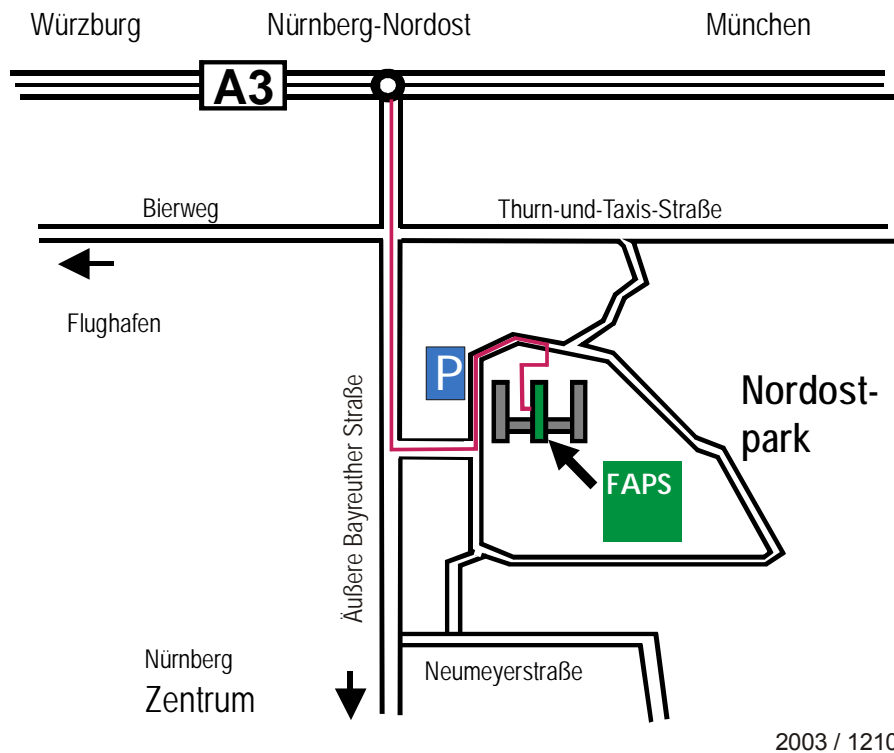 Würzburg Nürnberg-Nordost München
A3
Bierweg Thurn-und-Taxis-Straße
Flughafen
P
Nordost-
park
FAPS
Äußere Bayreuther Straße
Nürnberg
Zentrum
Neumeyerstraße
2003 / 1210